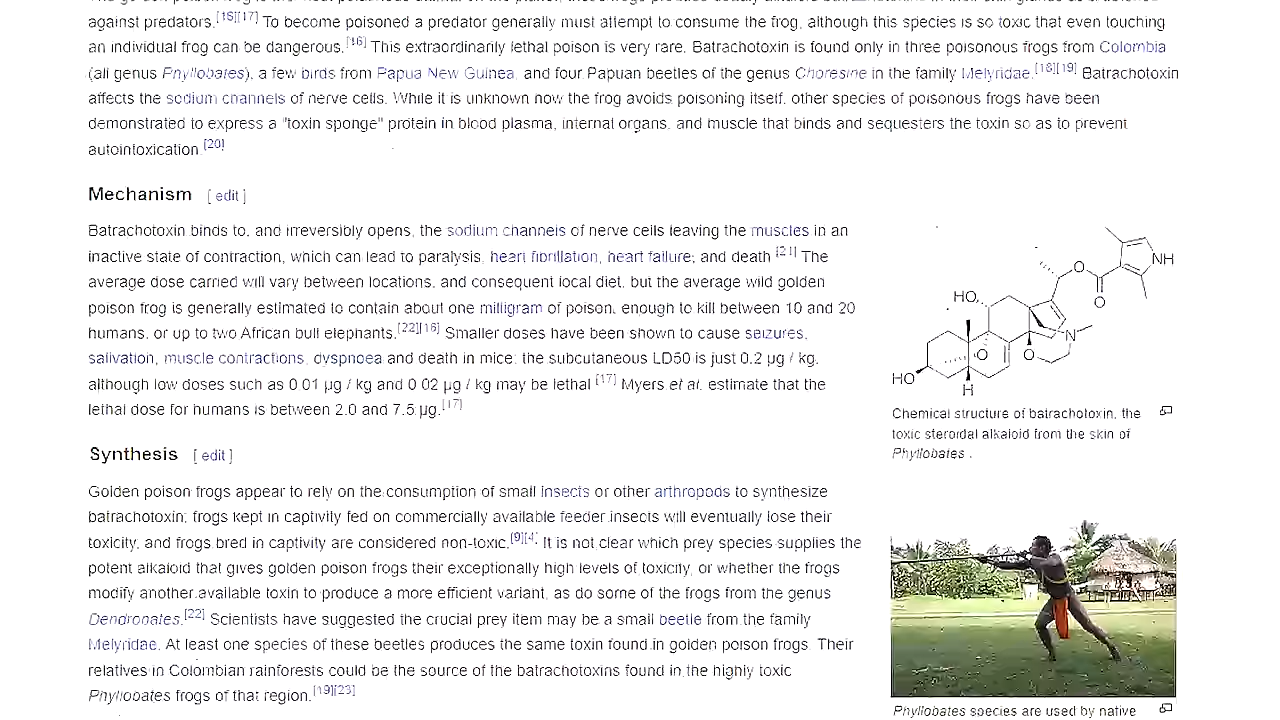 against predators.[15][17] To become poisoned a predator generally must attempt to consume the frog, although this species is so toxic that even touching
an individual frog can be dangerous.[16] This extraordinarily lethal poison is very rare. Batrachotoxin is found only in three poisonous frogs from Colombia
(all genus Phyllobates), a few birds from Papua New Guinea, and four Papuan beetles of the genus Choresine in the family Melyridae.[18][19] Batrachotoxin
affects the sodium channels of nerve cells. While it is unknown how the frog avoids poisoning itself, other species of poisonous frogs have been
demonstrated to express a "toxin sponge" protein in blood plasma, internal organs, and muscle that binds and sequesters the toxin so as to prevent
autointoxication.[20]
Mechanism [ edit ]
Batrachotoxin binds to, and irreversibly opens, the sodium channels of nerve cells leaving the muscles in an
inactive state of contraction, which can lead to paralysis, heart fibrillation, heart failure, and death.[21] The
average dose carried will vary between locations, and consequent local diet, but the average wild golden
poison frog is generally estimated to contain about one milligram of poison, enough to kill between 10 and 20
humans, or up to two African bull elephants.[22][16] Smaller doses have been shown to cause seizures,
salivation, muscle contractions, dyspnoea and death in mice: the subcutaneous LD50 is just 0.2 µg / kg,
although low doses such as 0.01 µg / kg and 0.02 µg / kg may be lethal.[17] Myers et al. estimate that the
lethal dose for humans is between 2.0 and 7.5 µg.[17]
HO
O
O
NH
HO
O
O
N
H
Chemical structure of batrachotoxin, the
toxic steroidal alkaloid from the skin of
Phyllobates .
Synthesis [ edit ]
Golden poison frogs appear to rely on the consumption of small insects or other arthropods to synthesize
batrachotoxin; frogs kept in captivity fed on commercially available feeder insects will eventually lose their
toxicity, and frogs bred in captivity are considered non-toxic.[9][4] It is not clear which prey species supplies the
potent alkaloid that gives golden poison frogs their exceptionally high levels of toxicity, or whether the frogs
modify another available toxin to produce a more efficient variant, as do some of the frogs from the genus
Dendrobates.[22] Scientists have suggested the crucial prey item may be a small beetle from the family
Melyridae. At least one species of these beetles produces the same toxin found in golden poison frogs. Their
relatives in Colombian rainforests could be the source of the batrachotoxins found in the highly toxic
Phyllobates frogs of that region.[19][23]
Phyllobates species are used by native